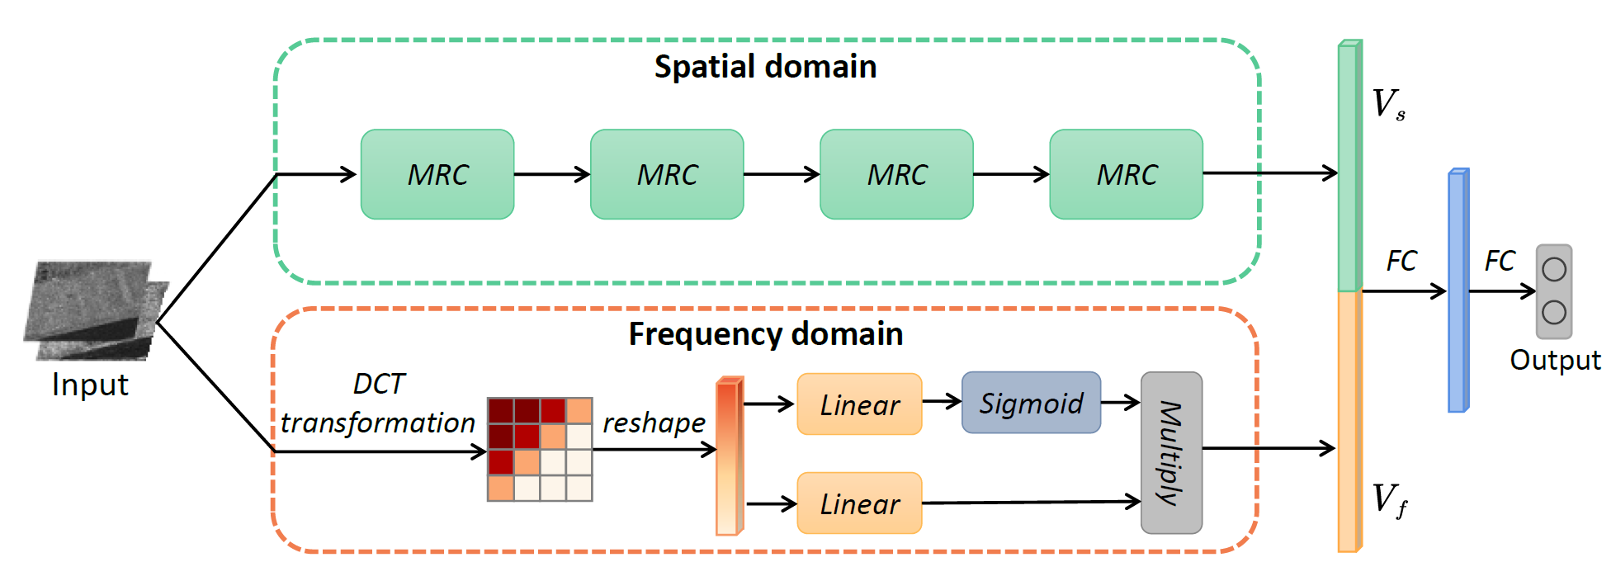 Spatial domain
MRC
MRC
MRC
MRC
V_s
Input
FC
FC
Output
Frequency domain
DCT
transformation
reshape
Linear
Sigmoid
Linear
Multiply
V_f